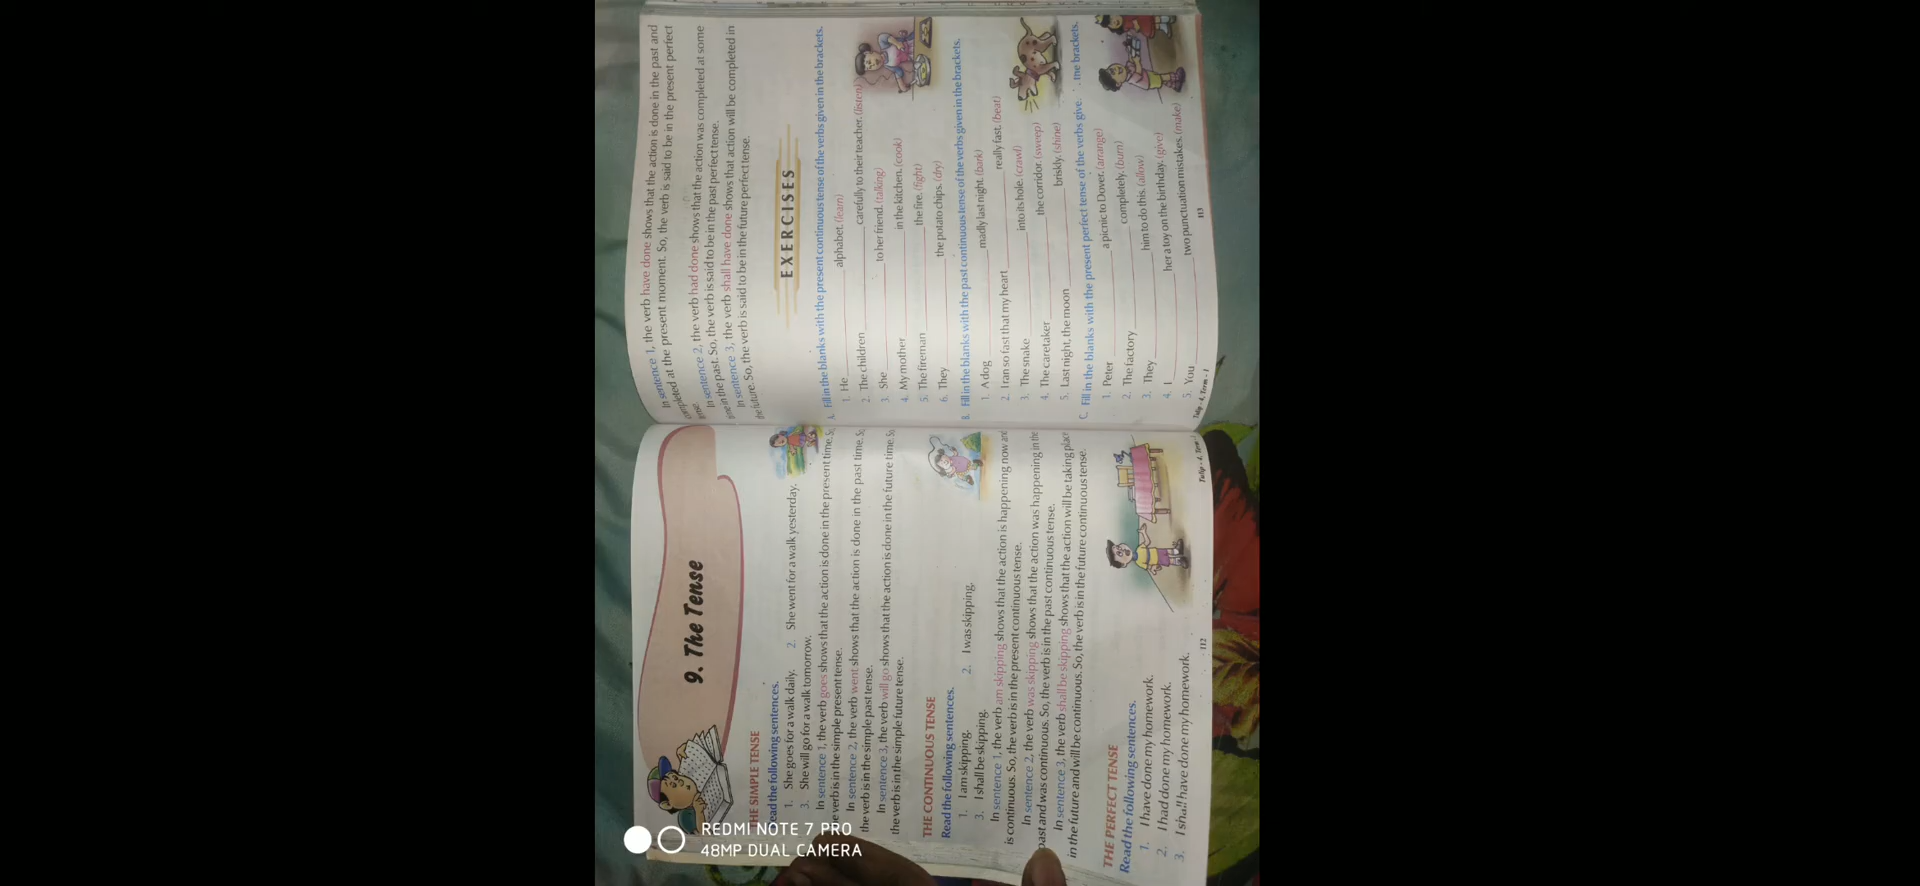 9. The Tense
THE SIMPLE TENSE
Read the following sentences.
1. She goes for a walk daily. 2. She went for a walk yesterday.
3. She will go for a walk tomorrow.
In sentence 1, the verb goes shows that the action is done in the present time. So,
the verb is in the simple present tense.
In sentence 2, the verb went shows that the action is done in the past time. So,
the verb is in the simple past tense.
In sentence 3, the verb will go shows that the action is done in the future time. So,
the verb is in the simple future tense.
THE CONTINUOUS TENSE
Read the following sentences.
1. I am skipping. 2. I was skipping.
3. I shall be skipping.
In sentence 1, the verb am skipping shows that the action is happening now and
is continuous. So, the verb is in the present continuous tense.
In sentence 2, the verb was skipping shows that the action was happening in the
past and was continuous. So, the verb is in the past continuous tense.
In sentence 3, the verb shall be skipping shows that the action will be taking place
in the future and will be continuous. So, the verb is in the future continuous tense.
THE PERFECT TENSE
Read the following sentences.
1. I have done my homework.
2. I had done my homework.
3. I shall have done my homework.
112
Tulip - 4, Term - 1
In sentence 1, the verb have done shows that the action is done in the past and
completed at the present moment. So, the verb is said to be in the present perfect
tense.
In sentence 2, the verb had done shows that the action was completed at some
time in the past. So, the verb is said to be in the past perfect tense.
In sentence 3, the verb shall have done shows that action will be completed in
the future. So, the verb is said to be in the future perfect tense.
EXERCISES
A. Fill in the blanks with the present continuous tense of the verbs given in the brackets.
1. He alphabet. (learn)
2. The children carefully to their teacher. (listen)
3. She to her friend. (talking)
4. My mother in the kitchen. (cook)
5. The fireman the fire. (fight)
6. They the potato chips. (dry)
B. Fill in the blanks with the past continuous tense of the verbs given in the brackets.
1. A dog madly last night. (bark)
2. I ran so fast that my heart really fast. (beat)
3. The snake into its hole. (crawl)
4. The caretaker the corridor. (sweep)
5. Last night, the moon briskly. (shine)
C. Fill in the blanks with the present perfect tense of the verbs give the brackets.
1. Peter a picnic to Dover. (arrange)
2. The factory completely. (burn)
3. They him to do this. (allow)
4. I her a toy on the birthday. (give)
5. You two punctuation mistakes. (make)
Tulip - 4, Term - 1
113
REDMI NOTE 7 PRO
48MP DUAL CAMERA